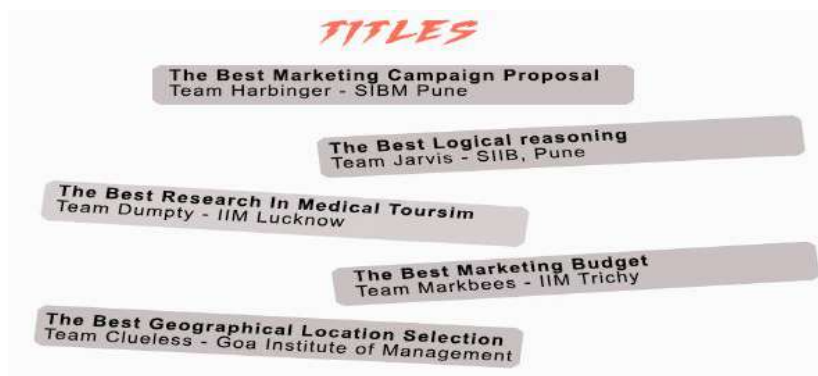 TITLES
The Best Marketing Campaign Proposal
Team Harbinger - SIBM Pune
The Best Logical reasoning
Team Jarvis - SIIB, Pune
The Best Research In Medical Toursim
Team Dumpty - IIM Lucknow
The Best Marketing Budget
Team Markbees - IIM Trichy
The Best Geographical Location Selection
Team Clueless - Goa Institute of Management